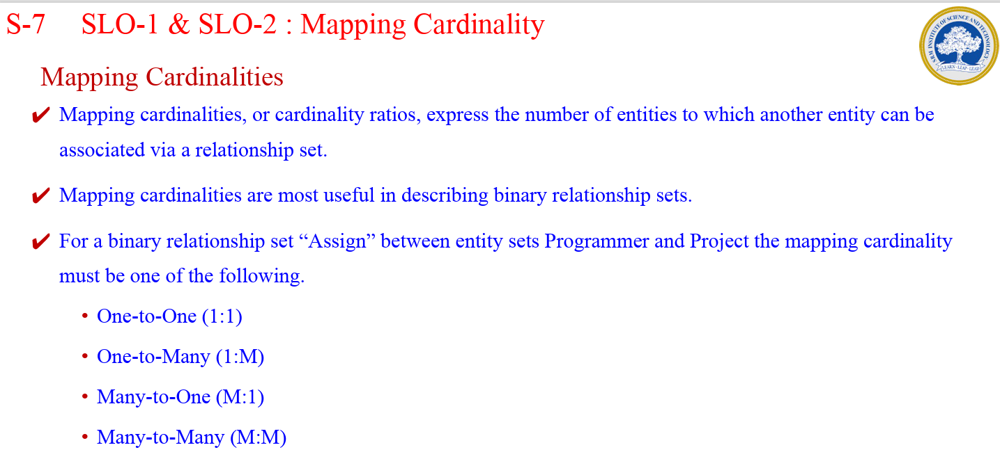 S-7 SLO-1 & SLO-2 : Mapping Cardinality
SRM INSTITUTE OF SCIENCE AND TECHNOLOGY
LEARN - LEAP - LEAD
Mapping Cardinalities
✔ Mapping cardinalities, or cardinality ratios, express the number of entities to which another entity can be
associated via a relationship set.
✔ Mapping cardinalities are most useful in describing binary relationship sets.
✔ For a binary relationship set “Assign” between entity sets Programmer and Project the mapping cardinality
must be one of the following.
• One-to-One (1:1)
• One-to-Many (1:M)
• Many-to-One (M:1)
• Many-to-Many (M:M)